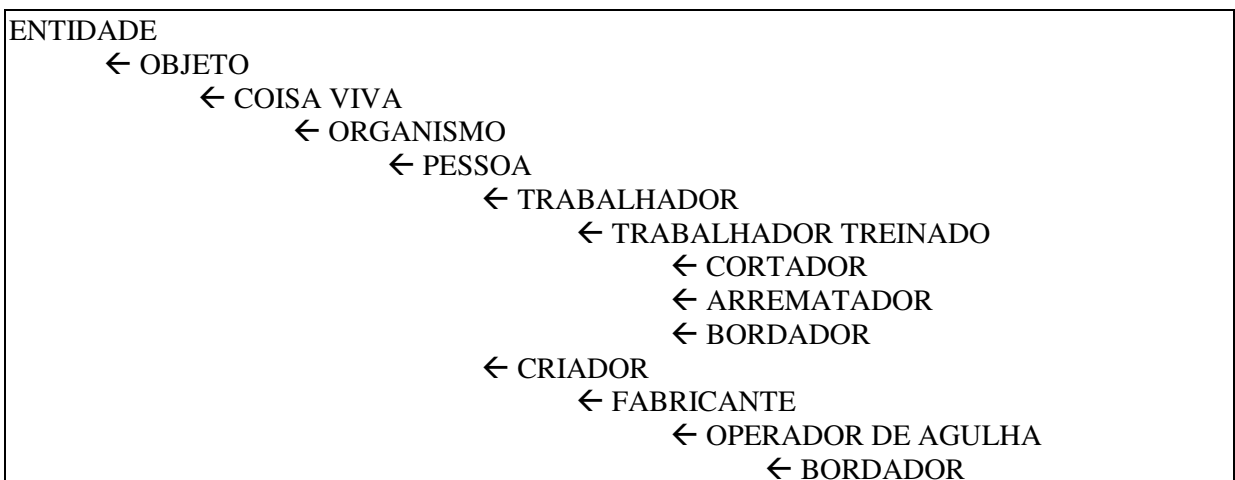 ENTIDADE
← OBJETO
← COISA VIVA
← ORGANISMO
← PESSOA
← TRABALHADOR
← TRABALHADOR TREINADO
← CORTADOR
← ARREMATADOR
← BORDADOR
← CRIADOR
← FABRICANTE
← OPERADOR DE AGULHA
← BORDADOR